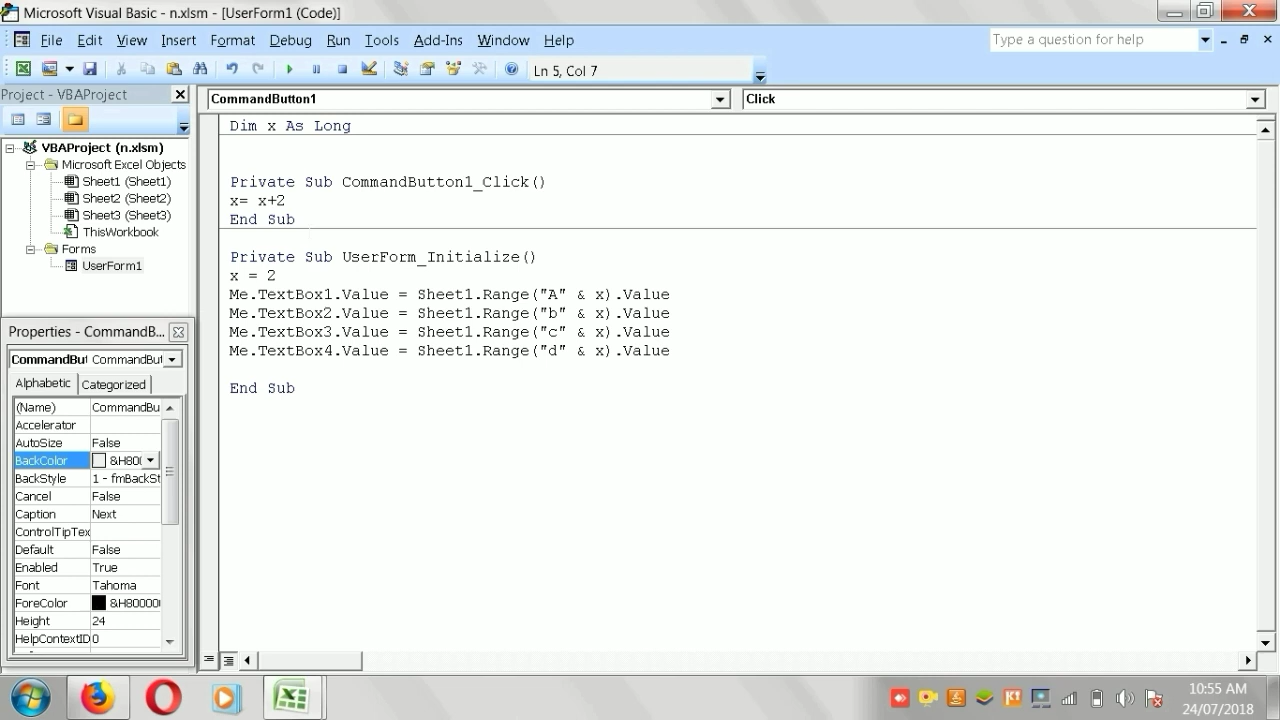 Microsoft Visual Basic - n.xlsm - [UserForm1 (Code)]
File Edit View Insert Format Debug Run Tools Add-Ins Window Help
Type a question for help
Ln 5, Col 7
Project - VBAProject
VBAProject (n.xlsm)
Microsoft Excel Objects
Sheet1 (Sheet1)
Sheet2 (Sheet2)
Sheet3 (Sheet3)
ThisWorkbook
Forms
UserForm1
Properties - CommandB...
CommandBut CommandBut
Alphabetic Categorized
(Name) CommandBu
Accelerator
AutoSize False
BackColor &H80(
BackStyle 1 - fmBackSt
Cancel False
Caption Next
ControlTipTex
Default False
Enabled True
Font Tahoma
ForeColor &H80000
Height 24
HelpContextID 0
CommandButton1 Click
Dim x As Long
Private Sub CommandButton1_Click()
x= x+2
End Sub
Private Sub UserForm_Initialize()
x = 2
Me.TextBox1.Value = Sheet1.Range("A" & x).Value
Me.TextBox2.Value = Sheet1.Range("b" & x).Value
Me.TextBox3.Value = Sheet1.Range("c" & x).Value
Me.TextBox4.Value = Sheet1.Range("d" & x).Value
End Sub
10:55 AM
24/07/2018